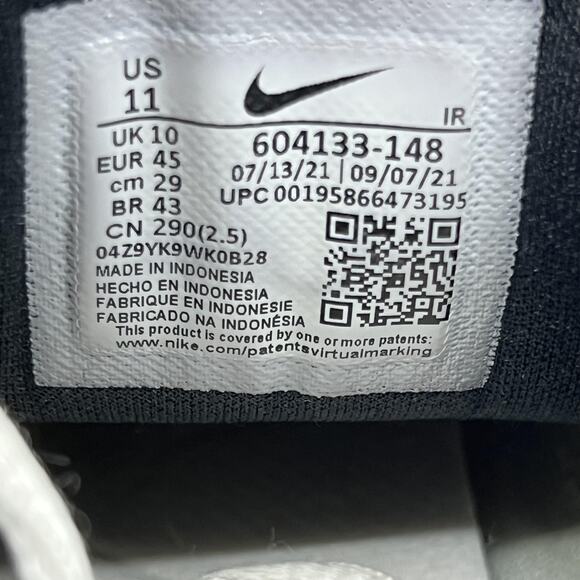 US
11
IR
UK 10
EUR 45
cm 29
BR 43
CN 290(2.5)
604133-148
07/13/21 | 09/07/21
UPC 00195866473195
04Z9YK9WK0B28
MADE IN INDONESIA
HECHO EN INDONESIA
FABRIQUE EN INDONESIE
FABRICADO NA INDONÉSIA
This product is covered by one or more patents:
www.nike.com/patentsvirtualmarking